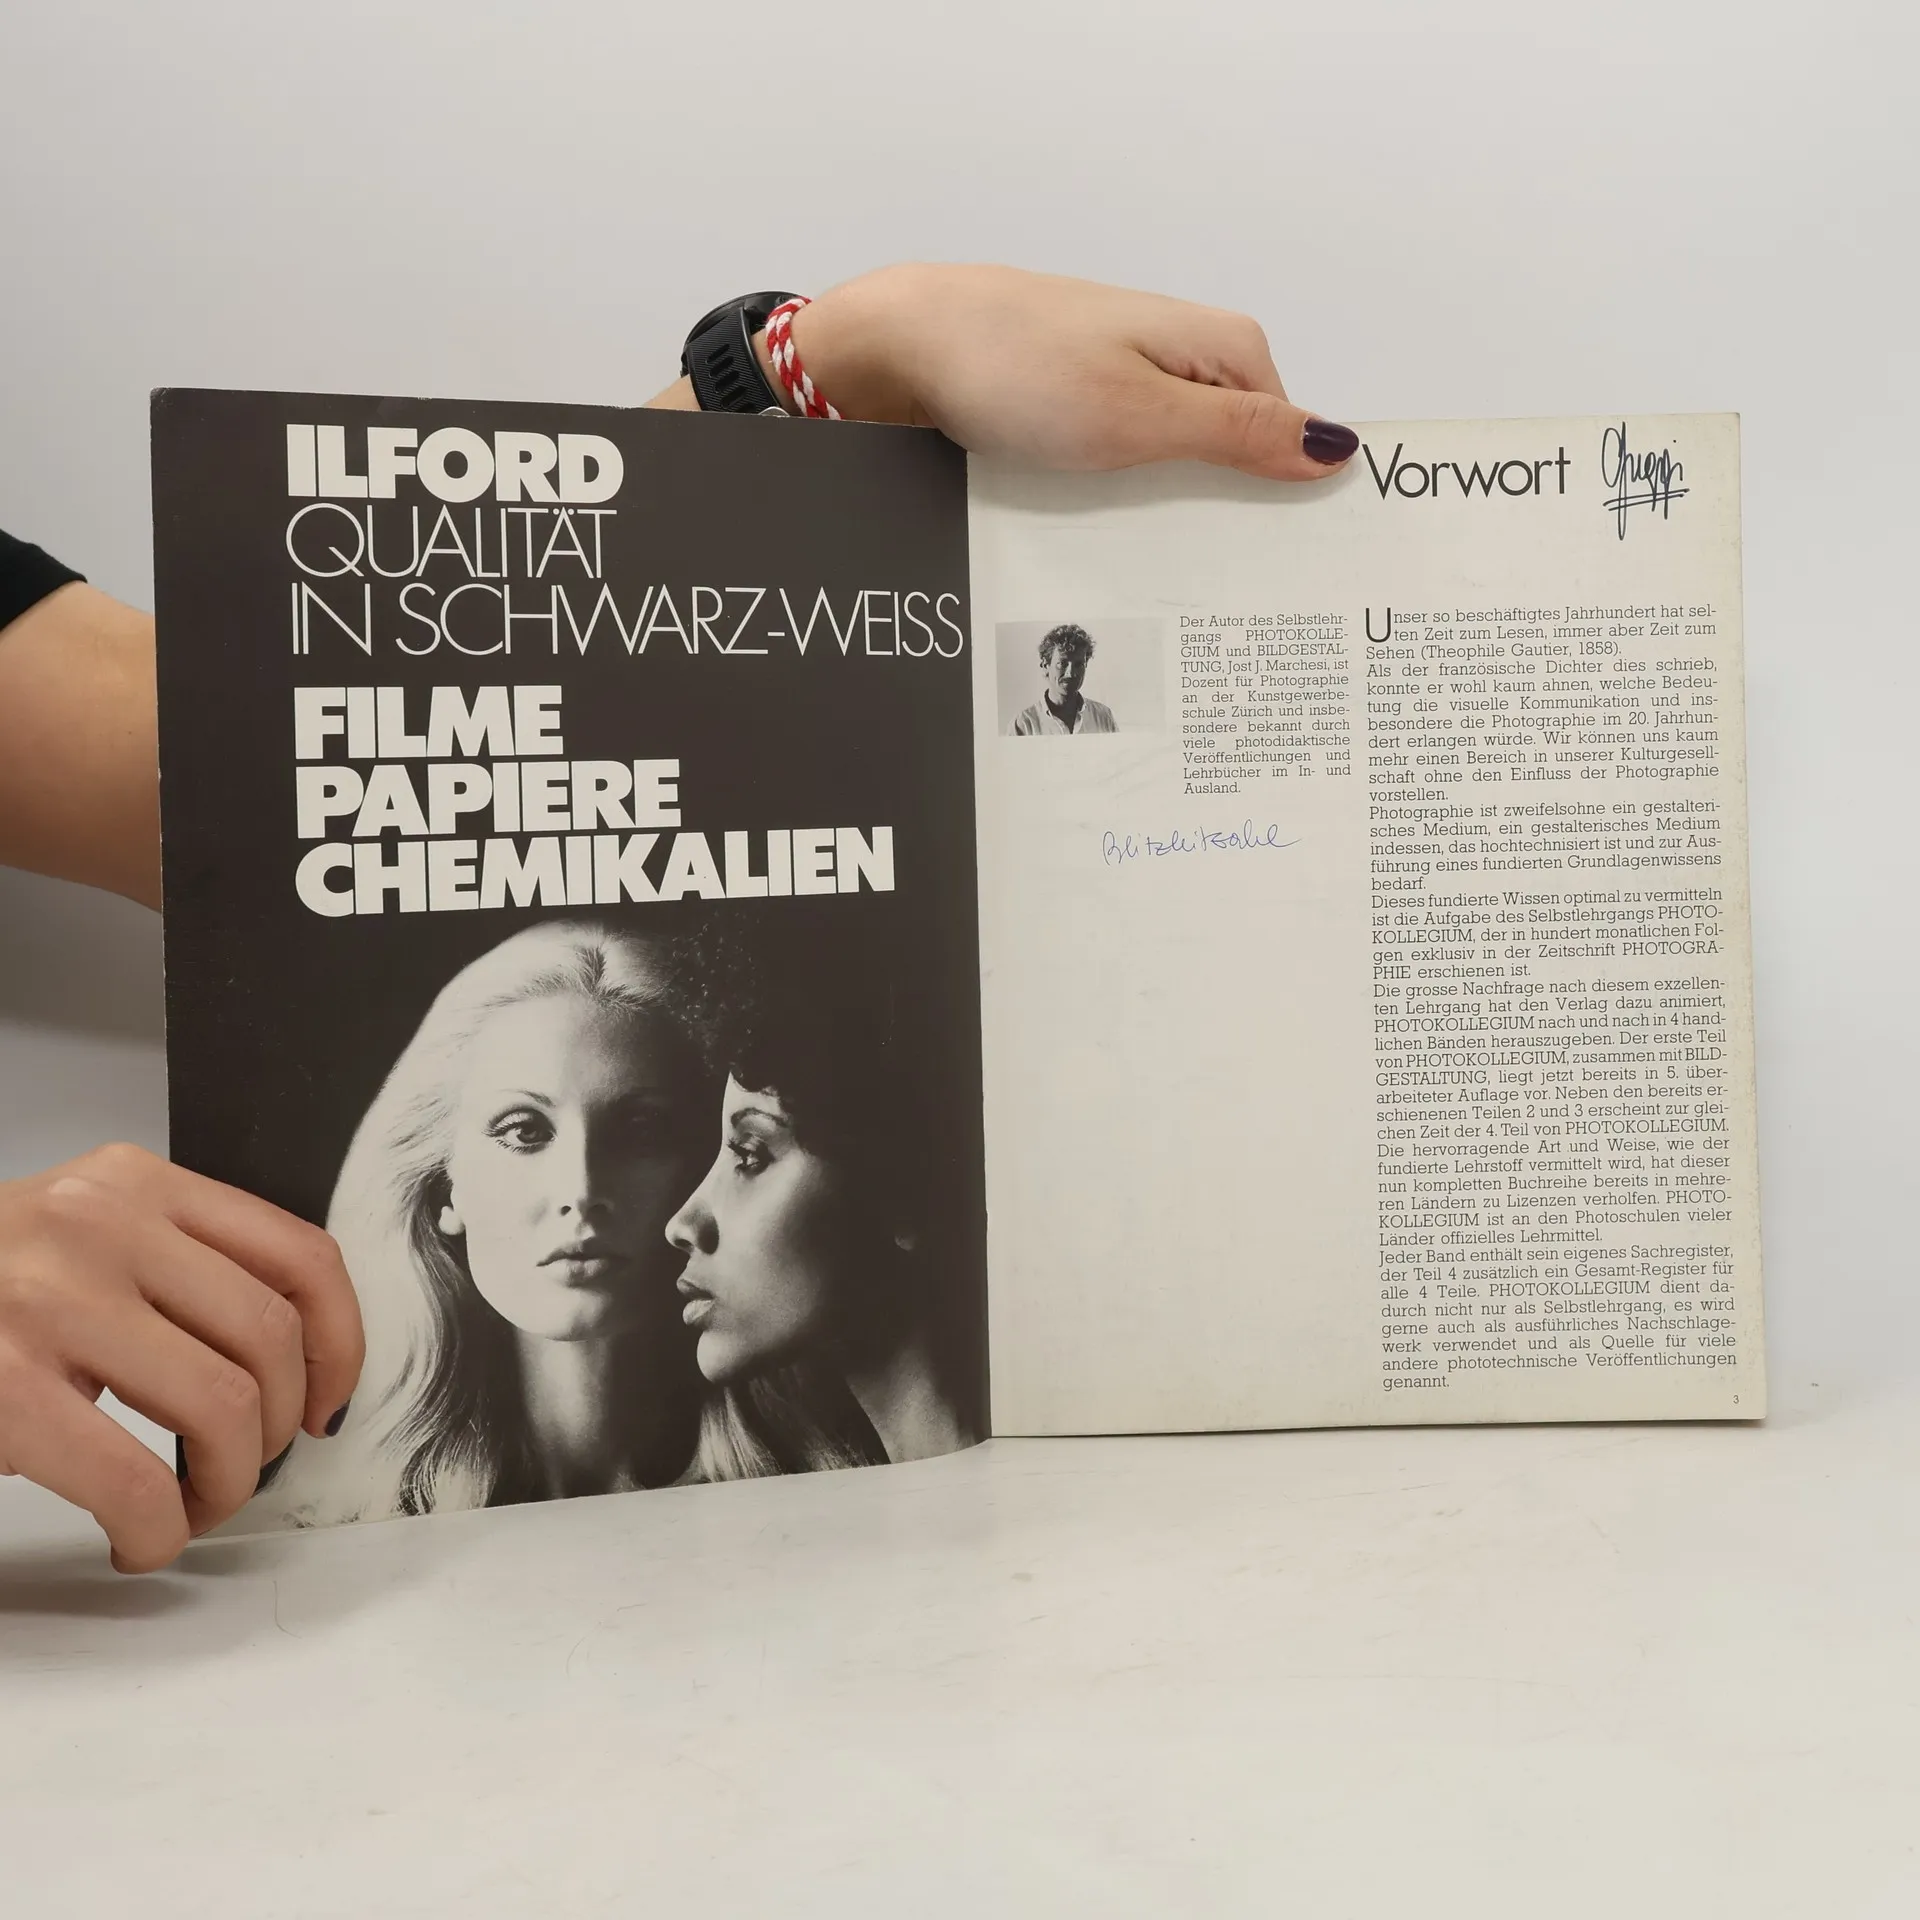 ILFORD
QUALITÄT
IN SCHWARZ-WEISS
FILME
PAPIERE
CHEMIKALIEN
Vorwort
Der Autor des Selbstlehr-
gangs PHOTOKOLLE-
GIUM und BILDGESTAL-
TUNG, Jost J. Marchesi, ist
Dozent für Photographie
an der Kunstgewerbe-
schule Zürich und insbe-
sondere bekannt durch
viele photodidaktische
Veröffentlichungen und
Lehrbücher im In- und
Ausland.
Unser so beschäftigtes Jahrhundert hat sel-
ten Zeit zum Lesen, immer aber Zeit zum
Sehen (Theophile Gautier, 1858).
Als der französische Dichter dies schrieb,
konnte er wohl kaum ahnen, welche Bedeu-
tung die visuelle Kommunikation und ins-
besondere die Photographie im 20. Jahrhun-
dert erlangen würde. Wir können uns kaum
mehr einen Bereich in unserer Kulturgesell-
schaft ohne den Einfluss der Photographie
vorstellen.
Photographie ist zweifelsohne ein gestalteri-
sches Medium, ein gestalterisches Medium
indessen, das hochtechnisiert ist und zur Aus-
führung eines fundierten Grundlagenwissens
bedarf.
Dieses fundierte Wissen optimal zu vermitteln
ist die Aufgabe des Selbstlehrgangs PHOTO-
KOLLEGIUM, der in hundert monatlichen Fol-
gen exklusiv in der Zeitschrift PHOTOGRA-
PHIE erschienen ist.
Die grosse Nachfrage nach diesem exzellen-
ten Lehrgang hat den Verlag dazu animiert,
PHOTOKOLLEGIUM nach und nach in 4 hand-
lichen Bänden herauszugeben. Der erste Teil
von PHOTOKOLLEGIUM, zusammen mit BILD-
GESTALTUNG, liegt jetzt bereits in 5. über-
arbeiteter Auflage vor. Neben den bereits er-
schienenen Teilen 2 und 3 erscheint zur glei-
chen Zeit der 4. Teil von PHOTOKOLLEGIUM.
Die hervorragende Art und Weise, wie der
fundierte Lehrstoff vermittelt wird, hat dieser
nun kompletten Buchreihe bereits in mehre-
ren Ländern zu Lizenzen verholfen. PHOTO-
KOLLEGIUM ist an den Photoschulen vieler
Länder offizielles Lehrmittel.
Jeder Band enthält sein eigenes Sachregister,
der Teil 4 zusätzlich ein Gesamt-Register für
alle 4 Teile. PHOTOKOLLEGIUM dient da-
durch nicht nur als Selbstlehrgang, es wird
gerne auch als ausführliches Nachschlage-
werk verwendet und als Quelle für viele
andere phototechnische Veröffentlichungen
genannt.
3